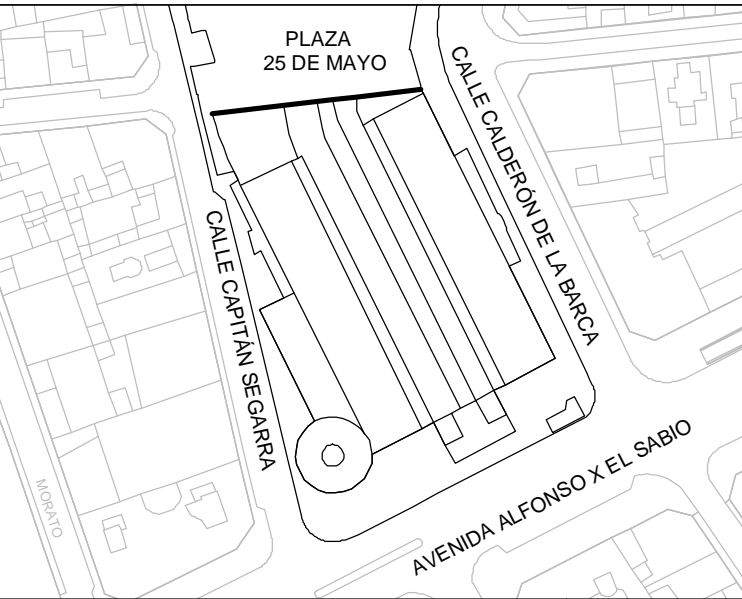 PLAZA
25 DE MAYO
CALLE CALDERÓN DE LA BARCA
CALLE CAPITÁN SEGARRA
MORATO
AVENIDA ALFONSO X EL SABIO